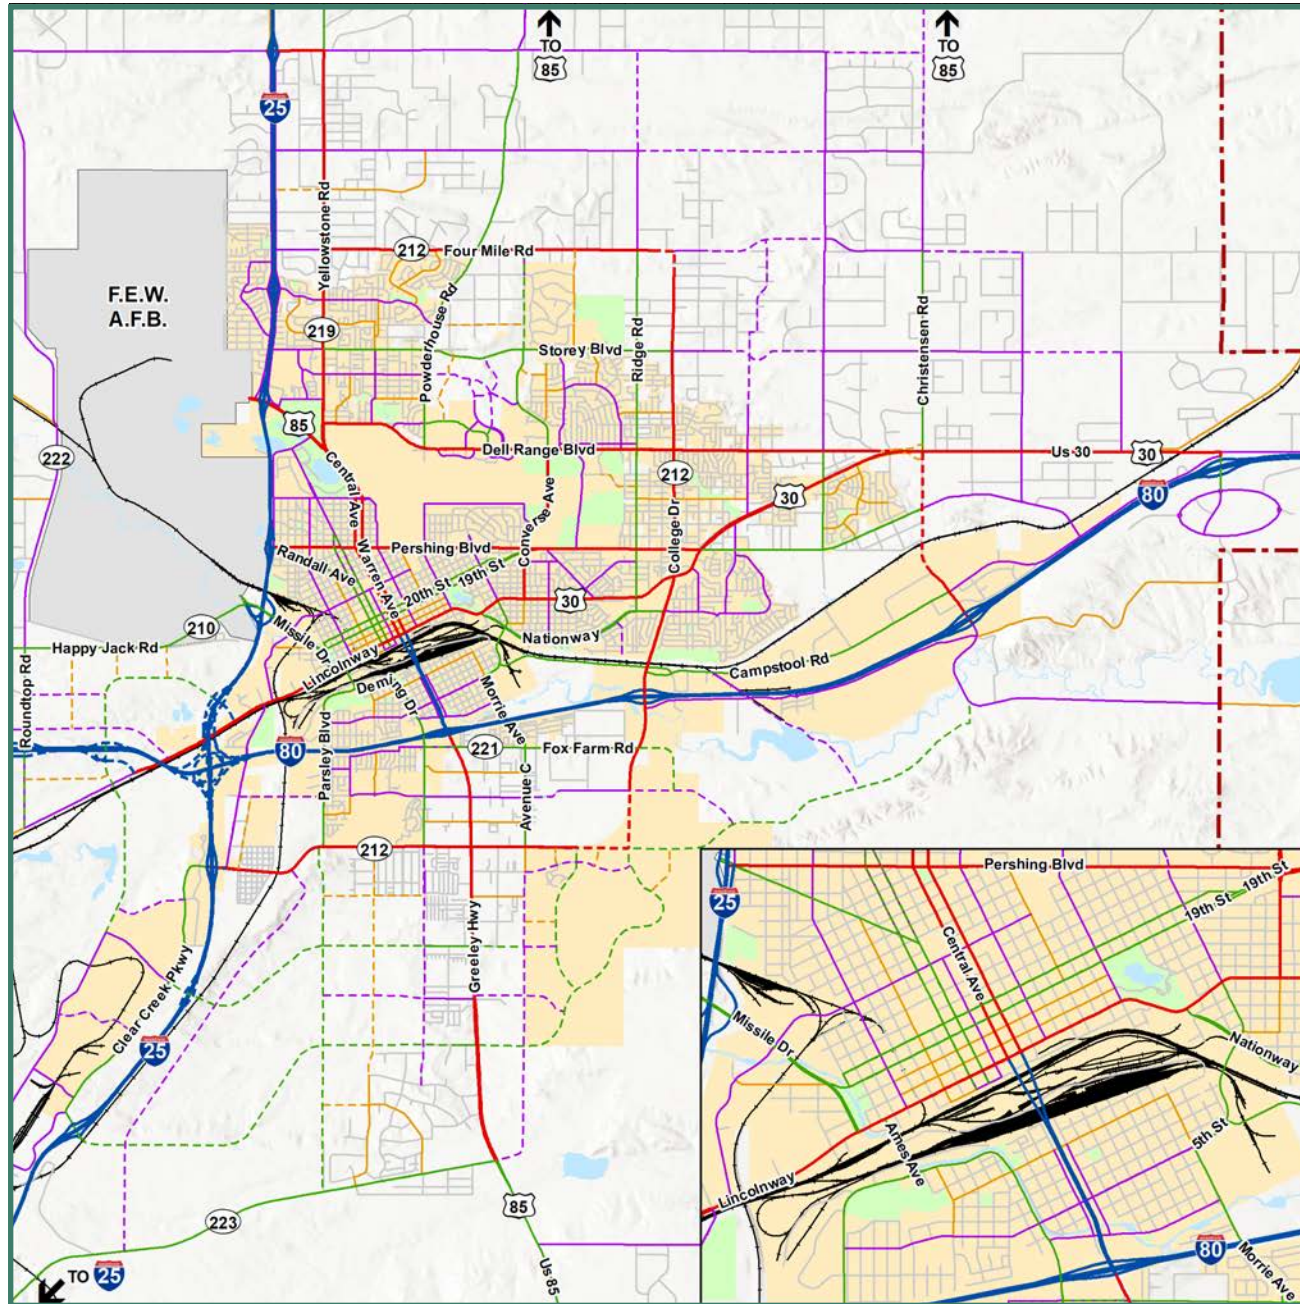 TO
85
TO
85
25
Yellowstone Rd
212
Four Mile Rd
F.E.W.
A.F.B.
219
Powderhouse Rd
Storey Blvd
Ridge Rd
Christensen Rd
85
222
Central Ave
Dell Range Blvd
Us 30
30
212
30
80
Converse Ave
College Dr
Warren Ave
Pershing Blvd
Randall Ave
20th St
19th St
30
210
Missile Dr
Nationway
Happy Jack Rd
Lincolnway
Campstool Rd
Roundtop Rd
Deming Dr
Morrie Ave
80
221
Fox Farm Rd
Parsley Blvd
Avenue C
212
Greeley Hwy
Clear Creek Pkwy
25
223
85
Us 85
TO
25
Pershing Blvd
25
19th St
19th St
Central Ave
Missile Dr
Nationway
Ames Ave
5th St
Lincolnway
80
Morrie Ave